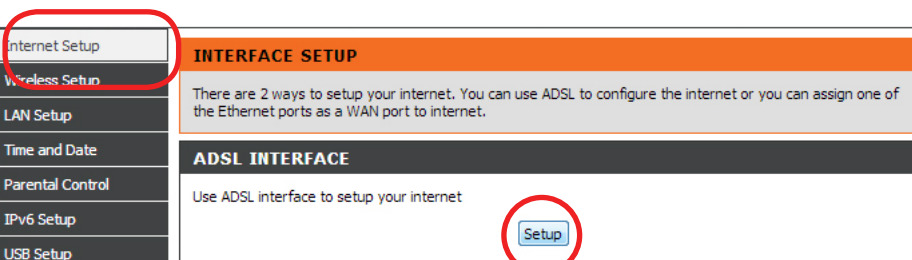 Internet Setup
Wireless Setup
LAN Setup
Time and Date
Parental Control
IPv6 Setup
USB Setup
INTERFACE SETUP
There are 2 ways to setup your internet. You can use ADSL to configure the internet or you can assign one of
the Ethernet ports as a WAN port to internet.
ADSL INTERFACE
Use ADSL interface to setup your internet
Setup